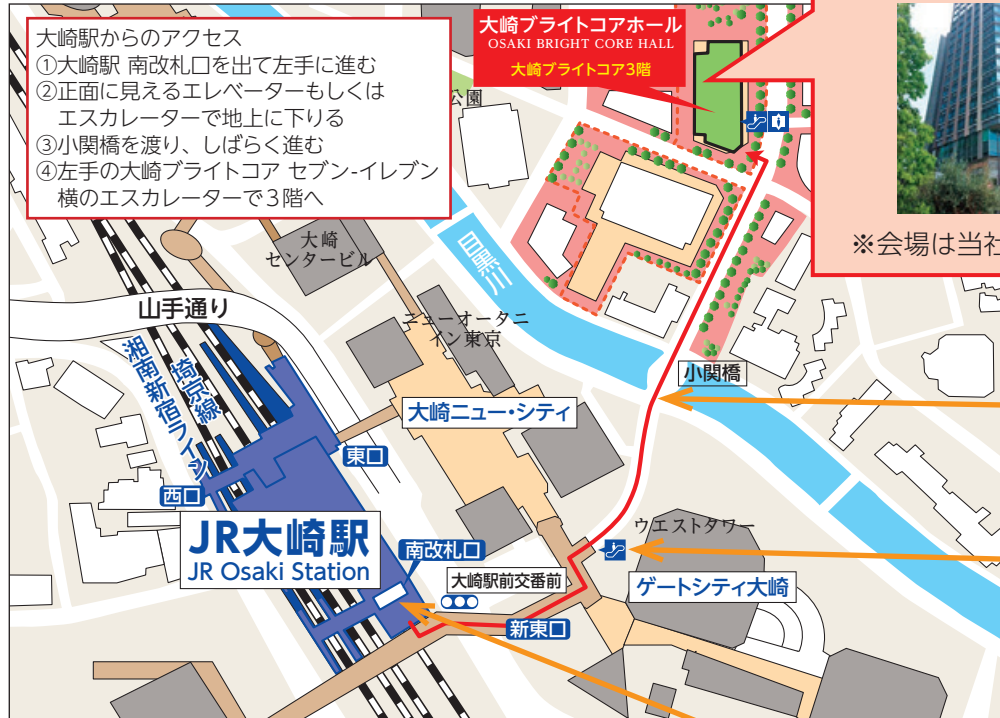 大崎駅からのアクセス
①大崎駅 南改札口を出て左手に進む
②正面に見えるエレベーターもしくは
エスカレーターで地上に下りる
③小関橋を渡り、しばらく進む
④左手の大崎ブライトコア セブン-イレブン
横のエスカレーターで3階へ
大崎ブライトコアホール
OSAKI BRIGHT CORE HALL
大崎ブライトコア3階
公園
※会場は当社
大崎
センタービル
目黒川
山手通り
ニューオータニ
イン東京
小関橋
埼京線
湘南新宿ライン
大崎ニュー・シティ
東口
西口
ウエストタワー
JR大崎駅
JR Osaki Station
南改札口
大崎駅前交番前
ゲートシティ大崎
新東口